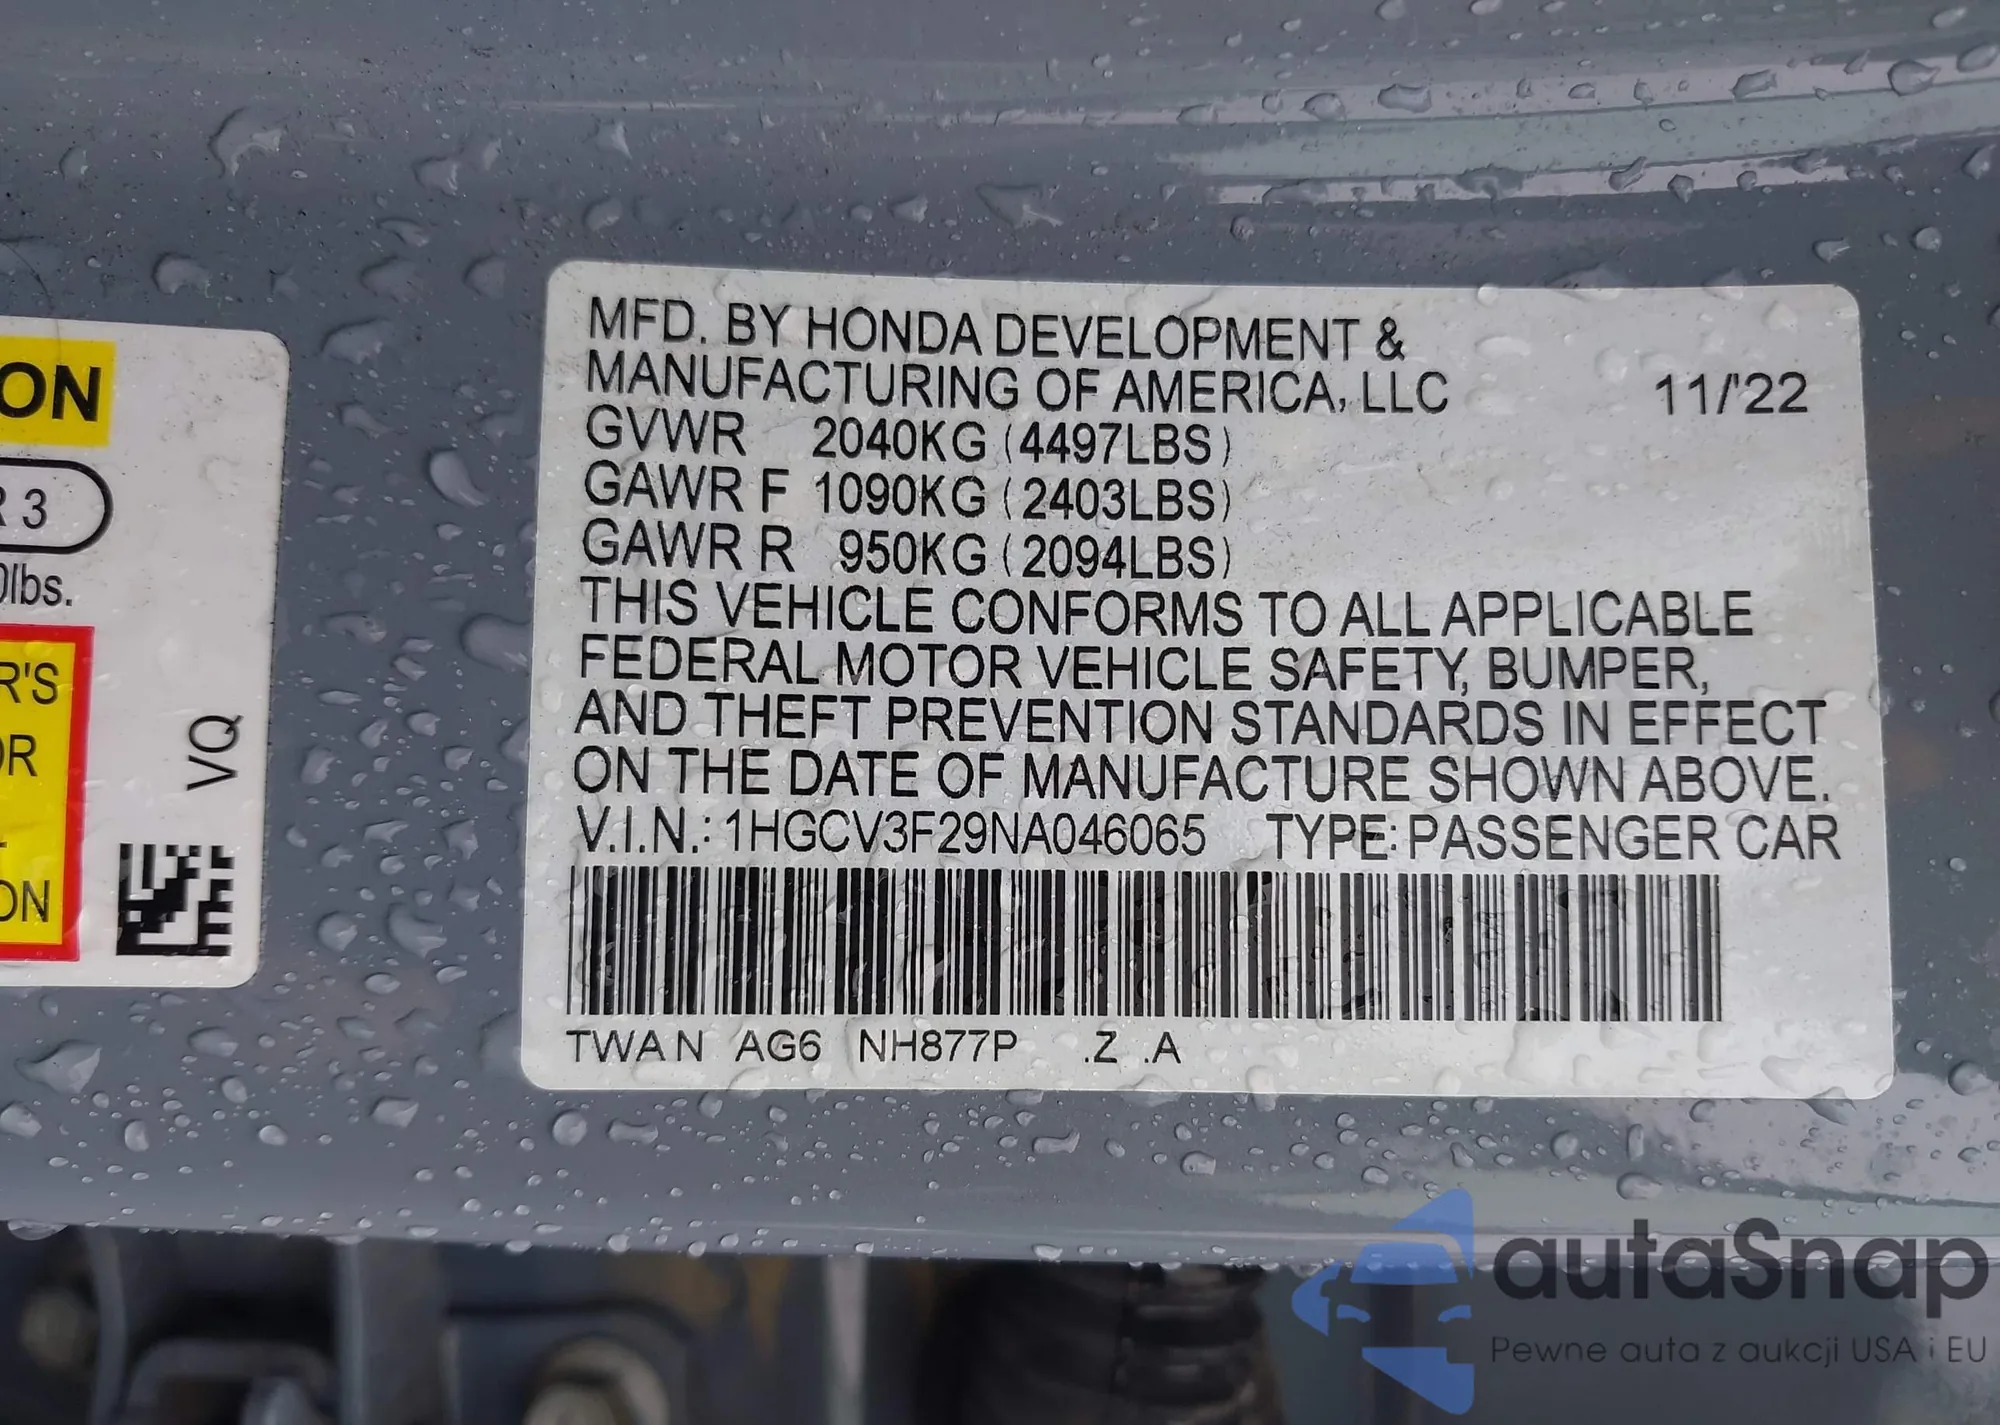 ON
R 3
0lbs.
R'S
OR
ON
VQ
MFD. BY HONDA DEVELOPMENT &
MANUFACTURING OF AMERICA, LLC 11/'22
GVWR 2040KG (4497LBS)
GAWR F 1090KG (2403LBS)
GAWR R 950KG (2094LBS)
THIS VEHICLE CONFORMS TO ALL APPLICABLE
FEDERAL MOTOR VEHICLE SAFETY, BUMPER,
AND THEFT PREVENTION STANDARDS IN EFFECT
ON THE DATE OF MANUFACTURE SHOWN ABOVE.
V.I.N.: 1HGCV3F29NA046065 TYPE: PASSENGER CAR
TWAN AG6 NH877P .Z .A
autaSnap
Pewne auta z aukcji USA i EU